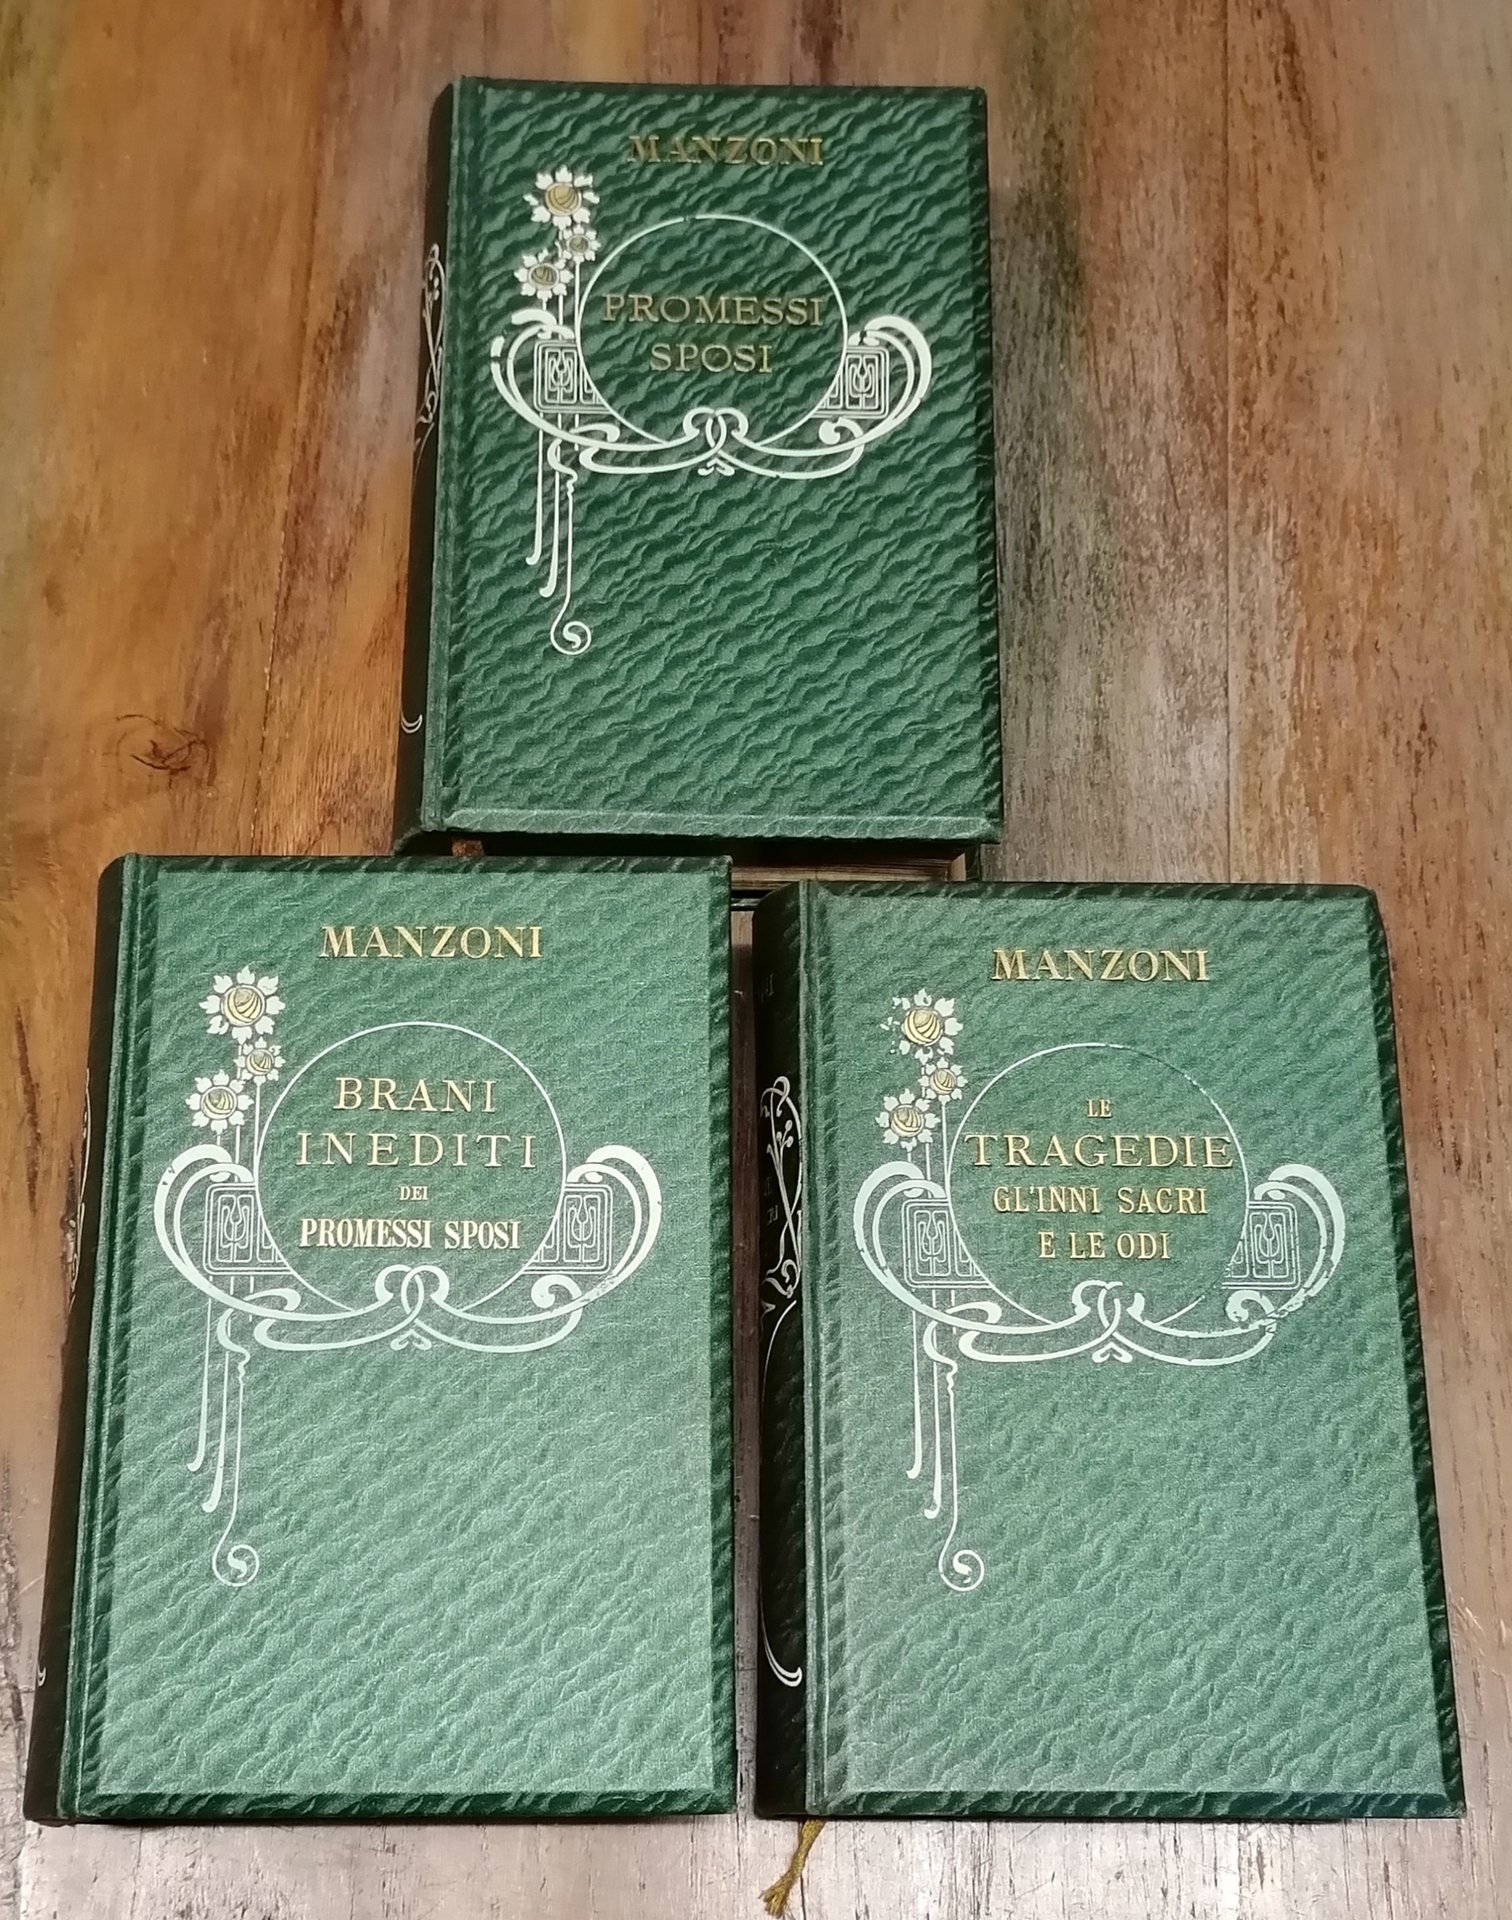 MANZONI
PROMESSI
SPOSI
MANZONI
BRANI
INEDITI
DEI
PROMESSI SPOSI
MANZONI
LE
TRAGEDIE
GL'INNI SACRI
E LE ODI